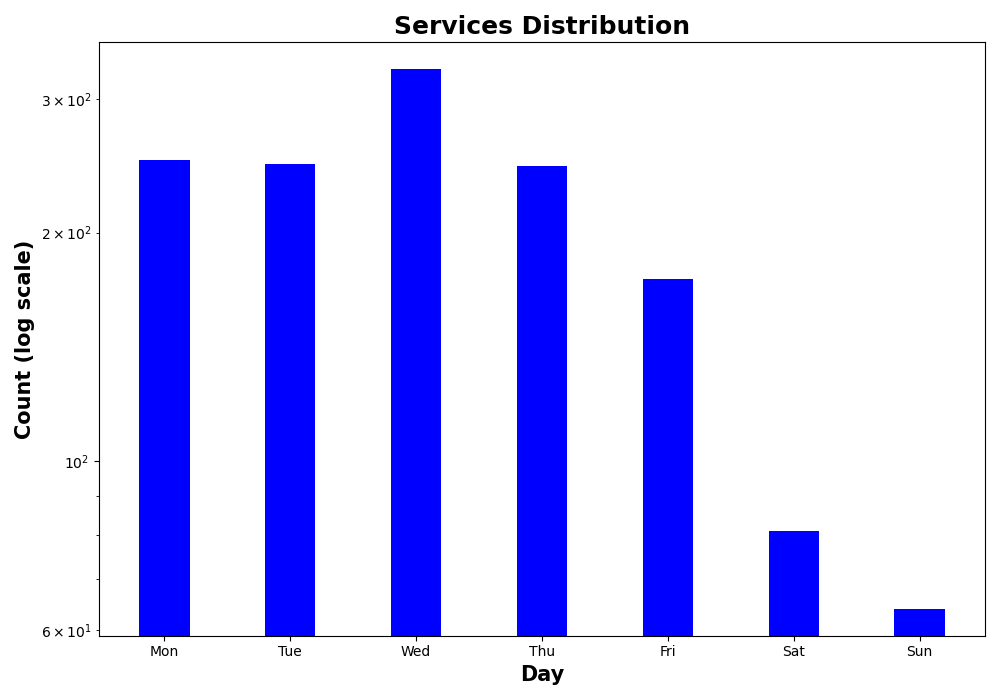 Services Distribution
Count (log scale)
3 × 10²
2 × 10²
10²
6 × 10¹
Mon Tue Wed Thu Fri Sat Sun
Day